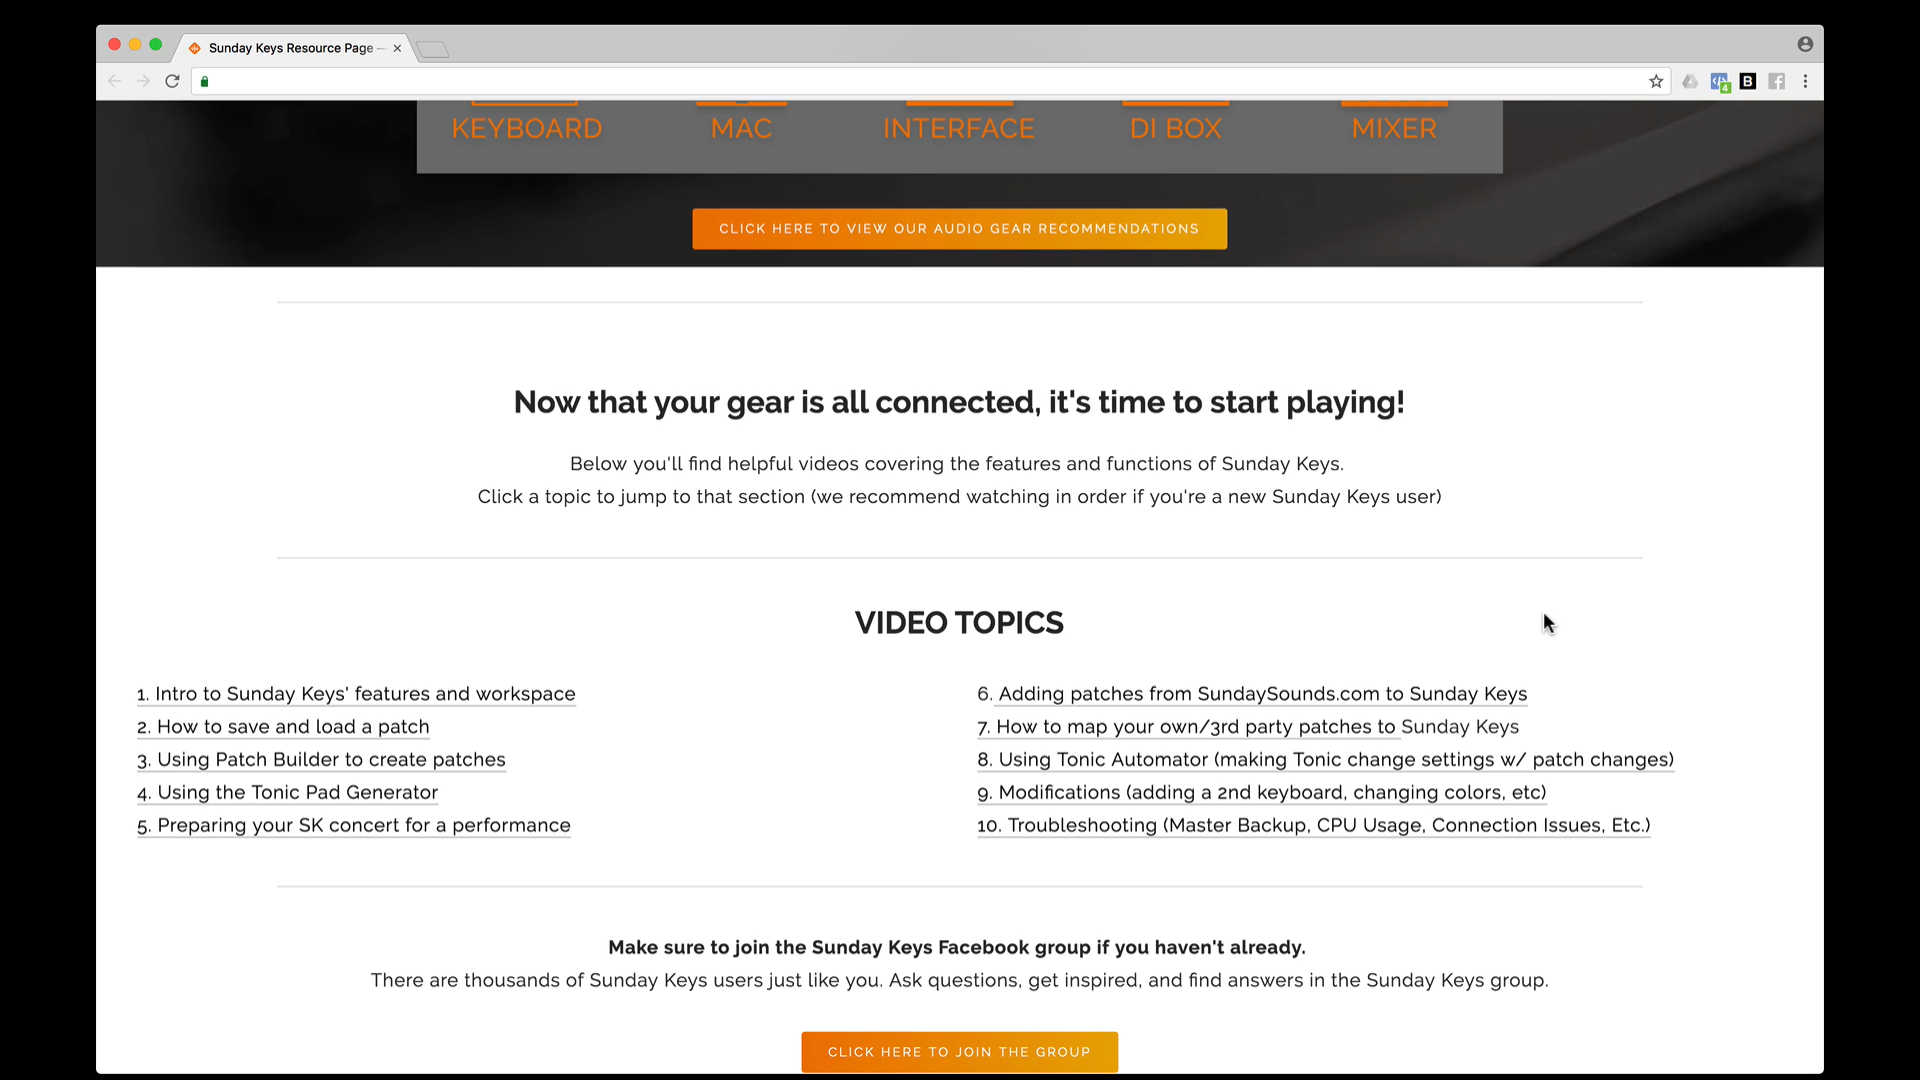 Sunday Keys Resource Page —
KEYBOARD MAC INTERFACE DI BOX MIXER
CLICK HERE TO VIEW OUR AUDIO GEAR RECOMMENDATIONS
Now that your gear is all connected, it's time to start playing!
Below you'll find helpful videos covering the features and functions of Sunday Keys.
Click a topic to jump to that section (we recommend watching in order if you're a new Sunday Keys user)
VIDEO TOPICS
1. Intro to Sunday Keys' features and workspace
2. How to save and load a patch
3. Using Patch Builder to create patches
4. Using the Tonic Pad Generator
5. Preparing your SK concert for a performance
6. Adding patches from SundaySounds.com to Sunday Keys
7. How to map your own/3rd party patches to Sunday Keys
8. Using Tonic Automator (making Tonic change settings w/ patch changes)
9. Modifications (adding a 2nd keyboard, changing colors, etc)
10. Troubleshooting (Master Backup, CPU Usage, Connection Issues, Etc.)
Make sure to join the Sunday Keys Facebook group if you haven't already.
There are thousands of Sunday Keys users just like you. Ask questions, get inspired, and find answers in the Sunday Keys group.
CLICK HERE TO JOIN THE GROUP